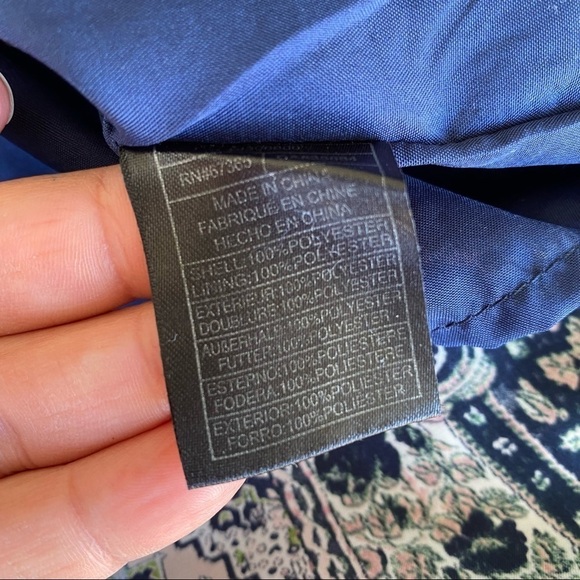 RN#67369
MADE IN CHINA
FABRIQUE EN CHINE
HECHO EN CHINA
SHELL:100%POLYESTER
LINING:100%POLYESTER
EXTERIEUR:100%POLYESTER
DOUBLURE:100%POLYESTER
AUßERHALB:100%POLYESTER
FUTTER:100%POLYESTER
ESTERNO:100%POLIESTERE
FODERA:100%POLIESTERE
EXTERIOR:100%POLIÉSTER
FORRO:100%POLIÉSTER